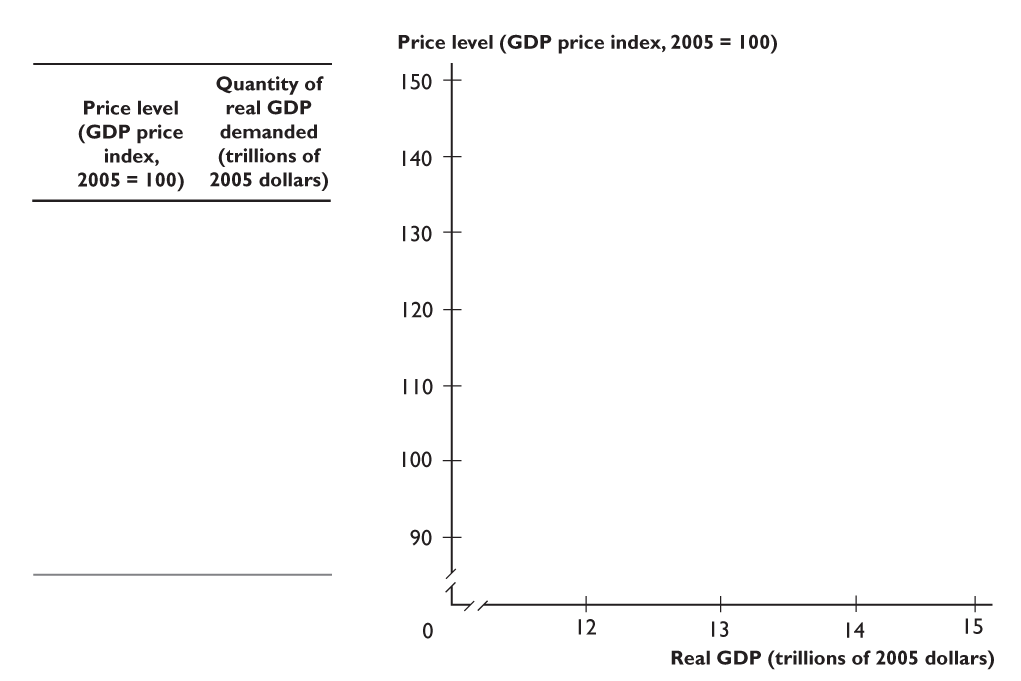 Price level (GDP price index, 2005 = 100)
Price level
(GDP price
index,
2005 = 100)
Quantity of
real GDP
demanded
(trillions of
2005 dollars)
150
140
130
120
110
100
90
0
12
13
14
15
Real GDP (trillions of 2005 dollars)